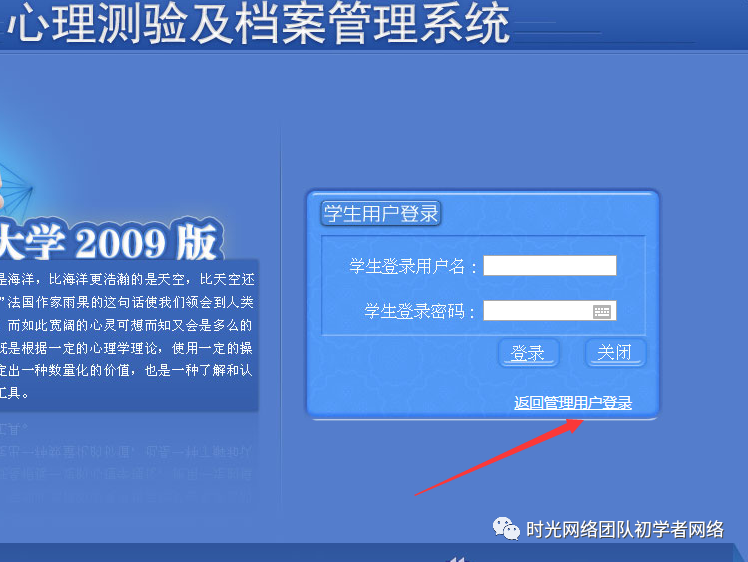 心理测验及档案管理系统
大学 2009 版
是海洋，比海洋更浩瀚的是天空，比天空还
”法国作家雨果的这句话使我们领会到人类
而如此宽阔的心灵可想而知又会是多么的
既是根据一定的心理学理论，使用一定的操
定出一种数量化的价值，也是一种了解和认
工具。
学生用户登录
学生登录用户名：
学生登录密码：
登录 关闭
返回管理用户登录
时光网络团队初学者网络